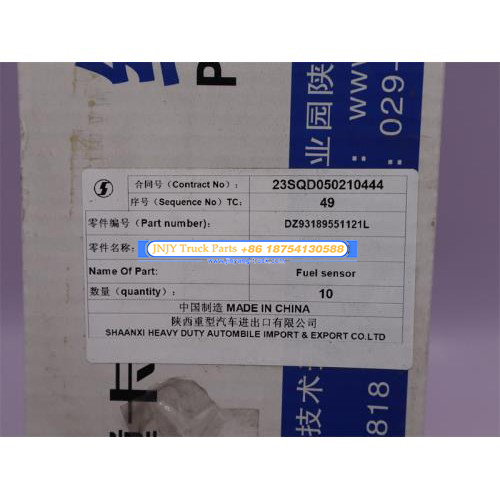 合同号 (Contract No)： 23SQD050210444
序号 (Sequence No) TC: 49
零件编号 (Part number): DZ93189551121L
零件名称:
JNJY Truck Parts +86 18754130588
Name Of Part: Fuel sensor
数量 (quantity): 10
中国制造 MADE IN CHINA
陕西重型汽车进出口有限公司
SHAANXI HEAVY DUTY AUTOMBILE IMPORT & EXPORT CO.LTD
业园陕
www
029-
技术
818
P